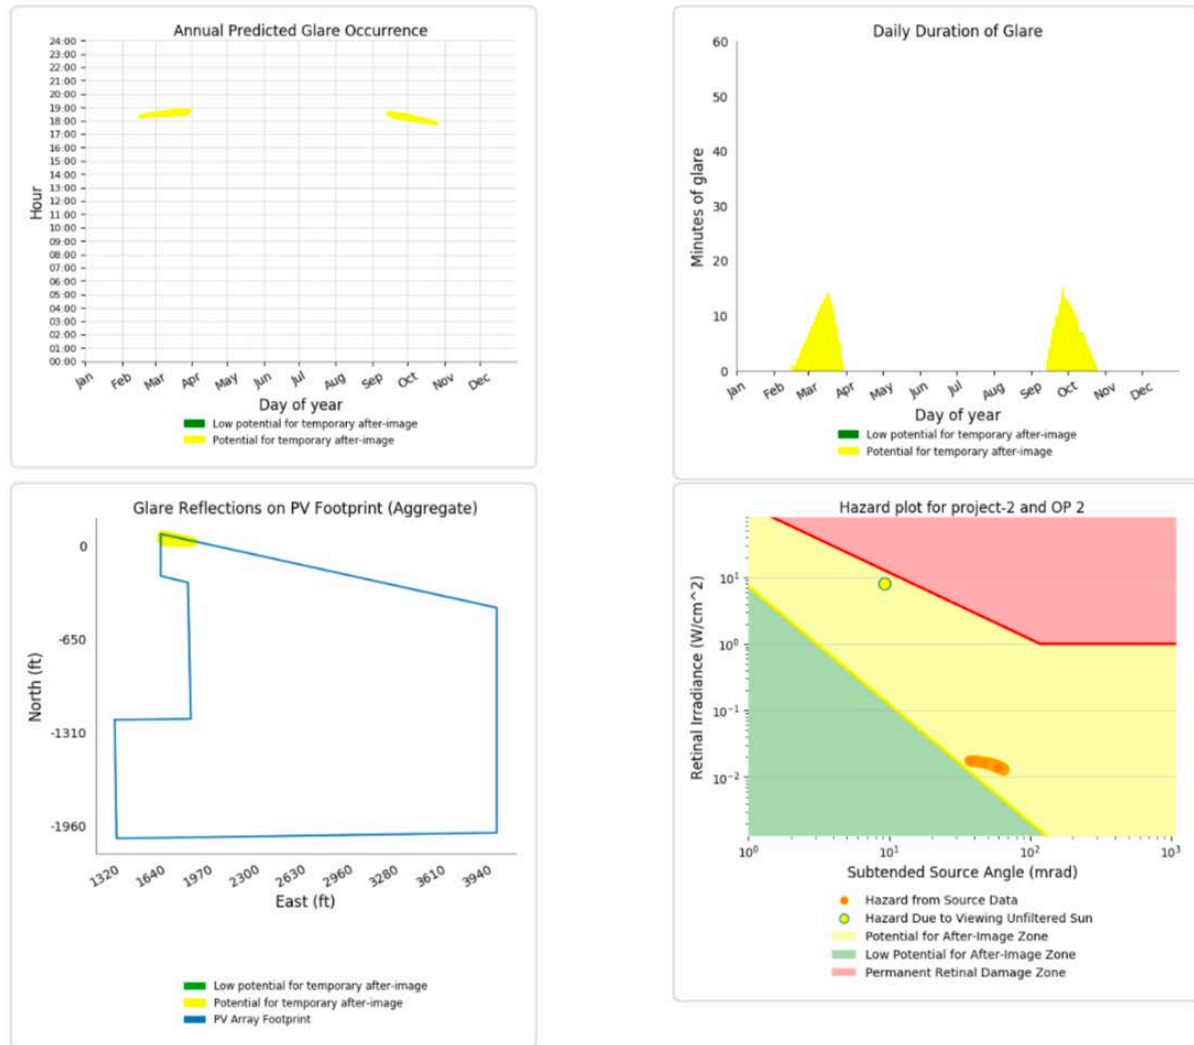 Annual Predicted Glare Occurrence
24:00
23:00
22:00
21:00
20:00
19:00
18:00
17:00
16:00
15:00
14:00
13:00
12:00
11:00
10:00
09:00
08:00
07:00
06:00
05:00
04:00
03:00
02:00
01:00
00:00
Hour
Jan Feb Mar Apr May Jun Jul Aug Sep Oct Nov Dec
Day of year
Low potential for temporary after-image
Potential for temporary after-image
Daily Duration of Glare
60
50
40
30
20
10
0
Minutes of glare
Jan Feb Mar Apr May Jun Jul Aug Sep Oct Nov Dec
Day of year
Low potential for temporary after-image
Potential for temporary after-image
Glare Reflections on PV Footprint (Aggregate)
0
-650
-1310
-1960
North (ft)
1320 1640 1970 2300 2630 2960 3280 3610 3940
East (ft)
Low potential for temporary after-image
Potential for temporary after-image
PV Array Footprint
Hazard plot for project-2 and OP 2
10¹
10⁰
10⁻¹
10⁻²
Retinal Irradiance (W/cm^2)
10⁰ 10¹ 10² 10³
Subtended Source Angle (mrad)
Hazard from Source Data
Hazard Due to Viewing Unfiltered Sun
Potential for After-Image Zone
Low Potential for After-Image Zone
Permanent Retinal Damage Zone